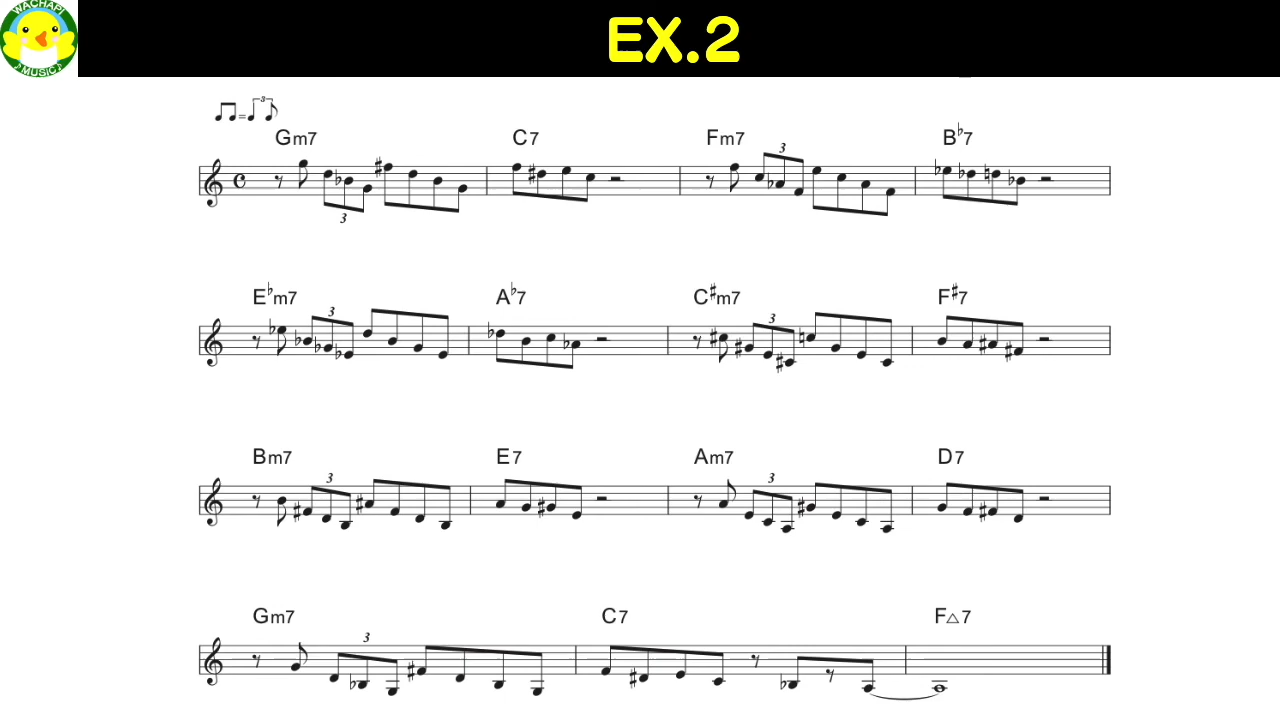 WACHAPI
♪MUSIC♪
EX.2
3
Gm7 C7 Fm7 B♭7
3
3
E♭m7 A♭7 C♯m7 F♯7
3 3
Bm7 E7 Am7 D7
3 3
Gm7 C7 F△7
3